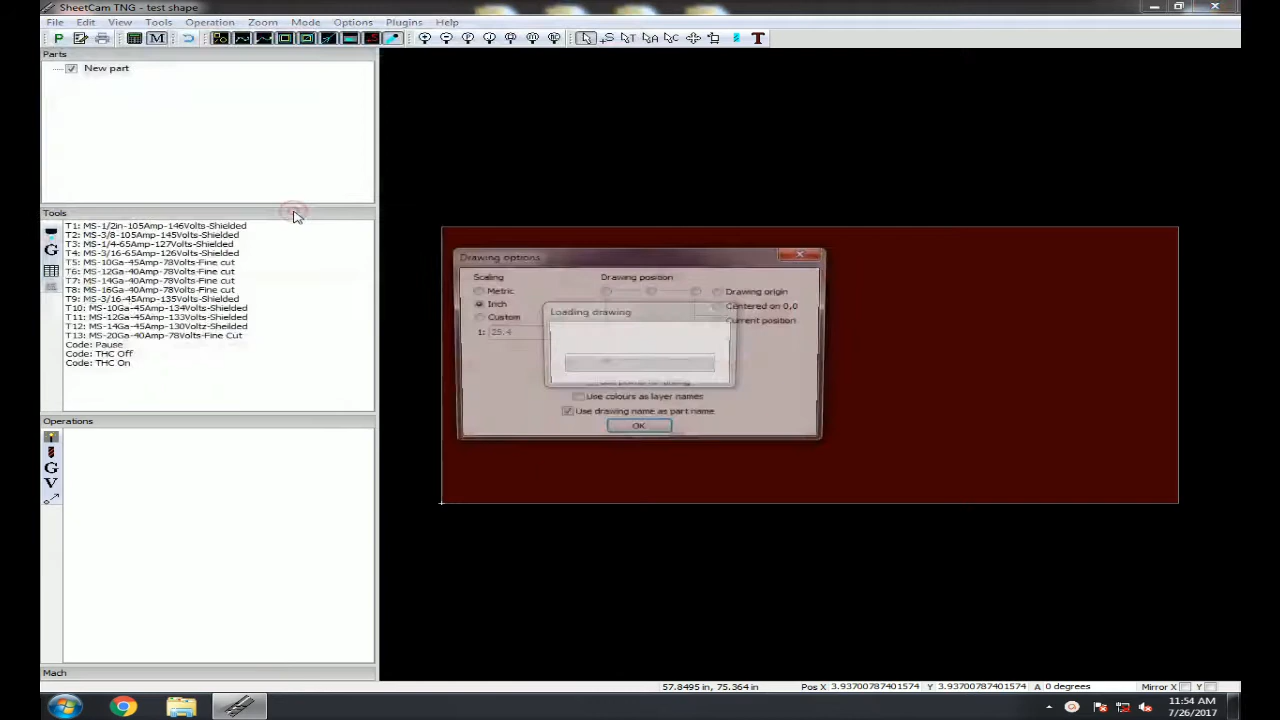 SheetCam TNG - test shape
File Edit View Tools Operation Zoom Mode Options Plugins Help
Parts
New part
Tools
T1: MS-1/2in-105Amp-146Volts-Shielded
T2: MS-3/8-105Amp-145Volts-Shielded
T3: MS-1/4-65Amp-127Volts-Shielded
T4: MS-3/16-65Amp-126Volts-Shielded
T5: MS-10Ga-45Amp-78Volts-Fine cut
T6: MS-12Ga-40Amp-78Volts-Fine cut
T7: MS-14Ga-40Amp-78Volts-Fine cut
T8: MS-16Ga-40Amp-78Volts-Fine cut
T9: MS-3/16-45Amp-135Volts-Shielded
T10: MS-10Ga-45Amp-134Volts-Shielded
T11: MS-12Ga-45Amp-133Volts-Shielded
T12: MS-14Ga-45Amp-130Voltz-Sheilded
T13: MS-20Ga-40Amp-78Volts-Fine Cut
Code: Pause
Code: THC Off
Code: THC On
Operations
Mach
Drawing options
Scaling
Metric
Inch
Custom
1: 25.4
Drawing position
Drawing origin
Centered on 0,0
Current position
Loading drawing
Use colours as layer names
Use drawing name as part name
OK
57.8495 in, 75.364 in Pos X 3.93700787401574 Y 3.93700787401574 A 0 degrees Mirror X Y
11:54 AM
7/26/2017